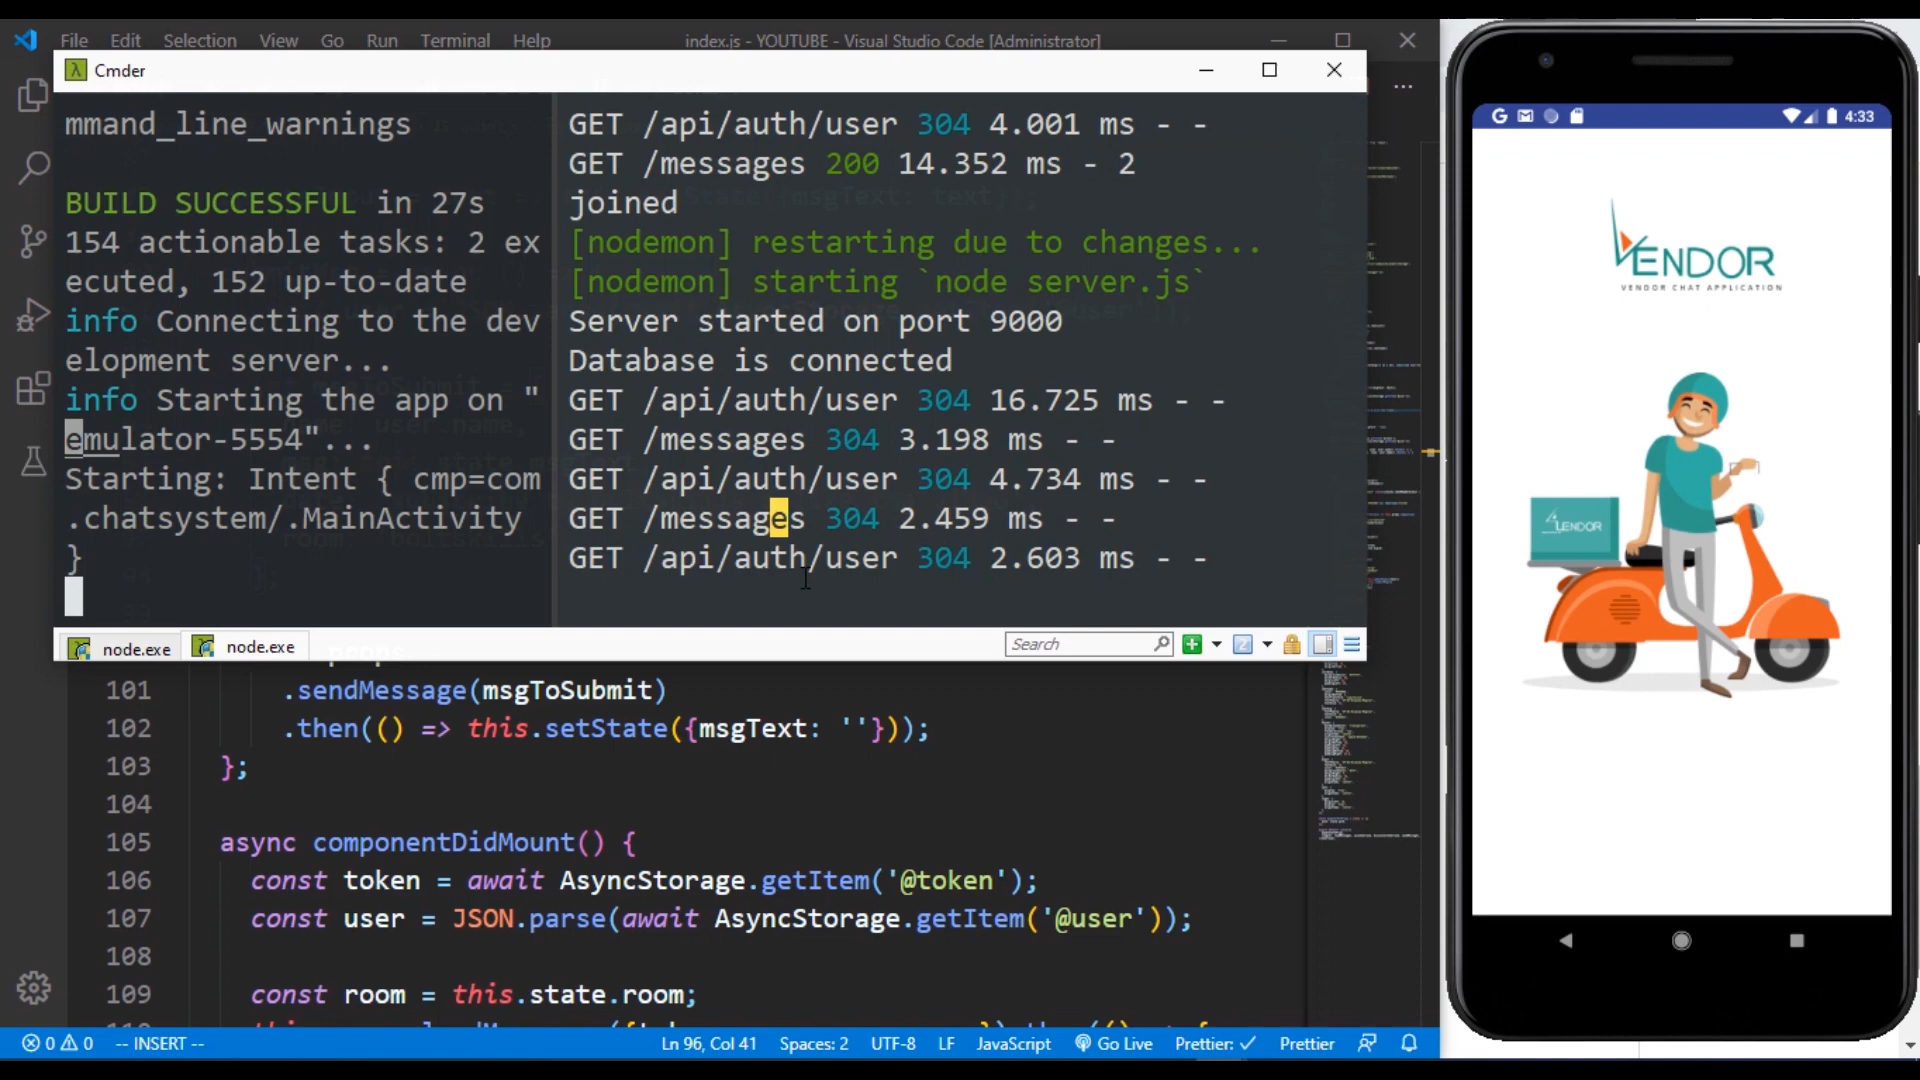 File Edit Selection View Go Run Terminal Help index.js - YOUTUBE - Visual Studio Code [Administrator]
Cmder
mmand_line_warnings
BUILD SUCCESSFUL in 27s
154 actionable tasks: 2 ex
ecuted, 152 up-to-date
info Connecting to the dev
elopment server...
info Starting the app on "
emulator-5554"...
Starting: Intent { cmp=com
.chatsystem/.MainActivity
}
GET /api/auth/user 304 4.001 ms - -
GET /messages 200 14.352 ms - 2
joined
[nodemon] restarting due to changes...
[nodemon] starting `node server.js`
Server started on port 9000
Database is connected
GET /api/auth/user 304 16.725 ms - -
GET /messages 304 3.198 ms - -
GET /api/auth/user 304 4.734 ms - -
GET /messages 304 2.459 ms - -
GET /api/auth/user 304 2.603 ms - -
node.exe node.exe Search
props
101 .sendMessage(msgToSubmit)
102 .then(() => this.setState({msgText: ''}));
103 };
104
105 async componentDidMount() {
106 const token = await AsyncStorage.getItem('@token');
107 const user = JSON.parse(await AsyncStorage.getItem('@user'));
108
109 const room = this.state.room;
0 0 -- INSERT -- Ln 96, Col 41 Spaces: 2 UTF-8 LF JavaScript Go Live Prettier: ✓ Prettier
4:33
VENDOR
VENDOR CHAT APPLICATION
VENDOR